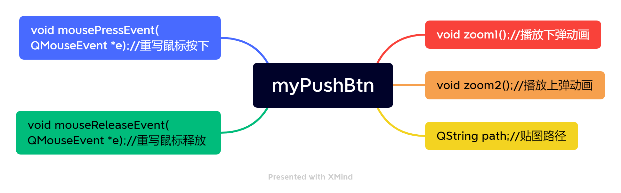 void mousePressEvent(
QMouseEvent *e);//重写鼠标按下
void mouseReleaseEvent(
QMouseEvent *e);//重写鼠标释放
myPushBtn
void zoom1();//播放下弹动画
void zoom2();//播放上弹动画
QString path;//贴图路径
Presented with XMind